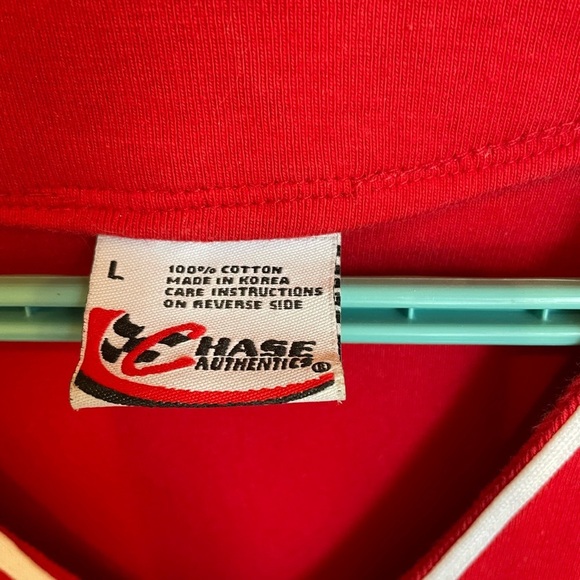 L
100% COTTON
MADE IN KOREA
CARE INSTRUCTIONS
ON REVERSE SIDE
CHASE
AUTHENTICS®